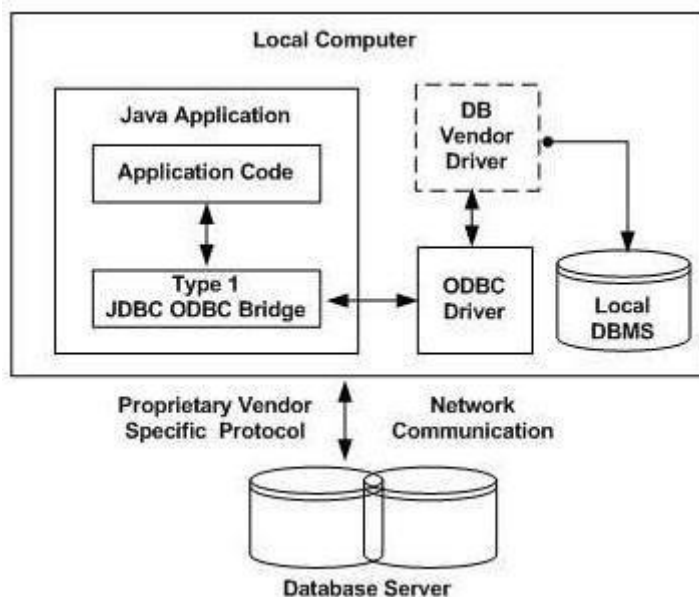 Local Computer
Java Application
Application Code
Type 1
JDBC ODBC Bridge
DB
Vendor
Driver
ODBC
Driver
Local
DBMS
Proprietary Vendor
Specific Protocol
Network
Communication
Database Server